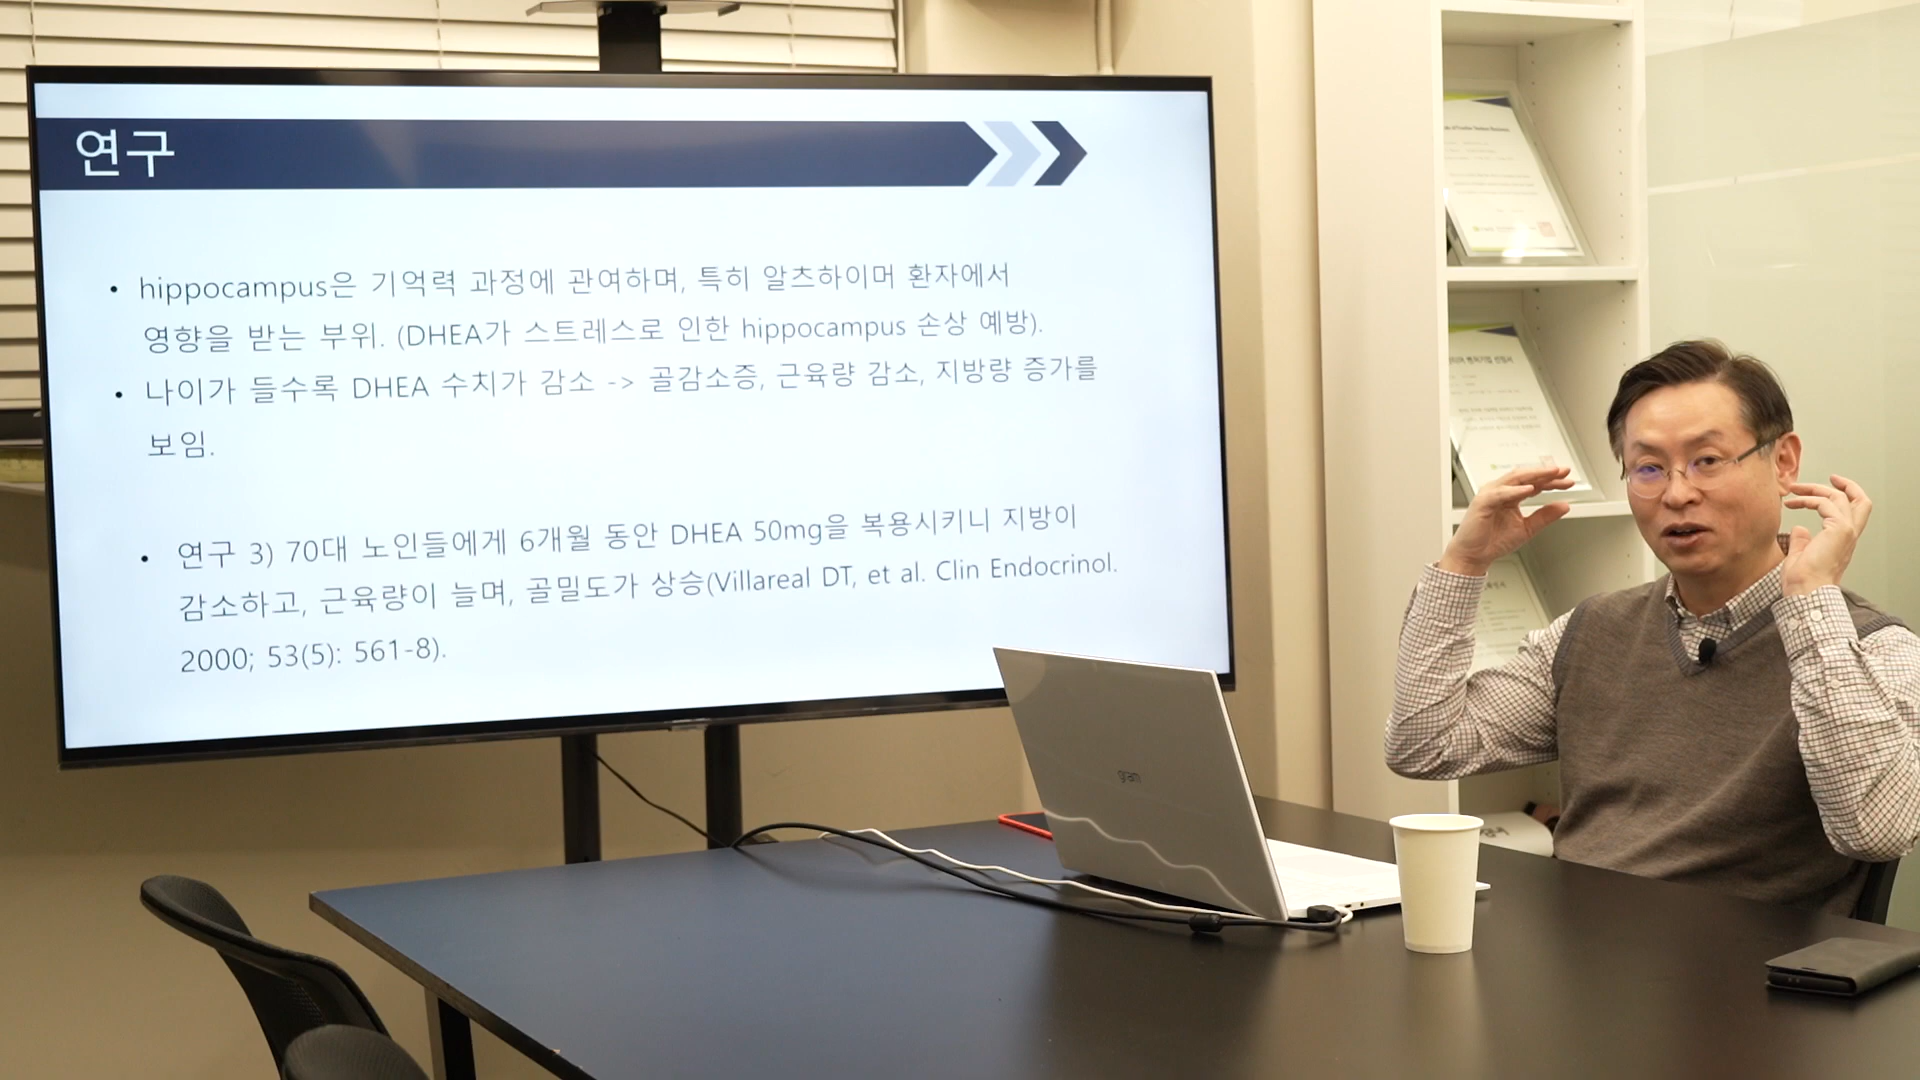 연구
• hippocampus은 기억력 과정에 관여하며, 특히 알츠하이머 환자에서
영향을 받는 부위. (DHEA가 스트레스로 인한 hippocampus 손상 예방).
• 나이가 들수록 DHEA 수치가 감소 -> 골감소증, 근육량 감소, 지방량 증가를
보임.
• 연구 3) 70대 노인들에게 6개월 동안 DHEA 50mg을 복용시키니 지방이
감소하고, 근육량이 늘며, 골밀도가 상승(Villareal DT, et al. Clin Endocrinol.
2000; 53(5): 561-8).
gram